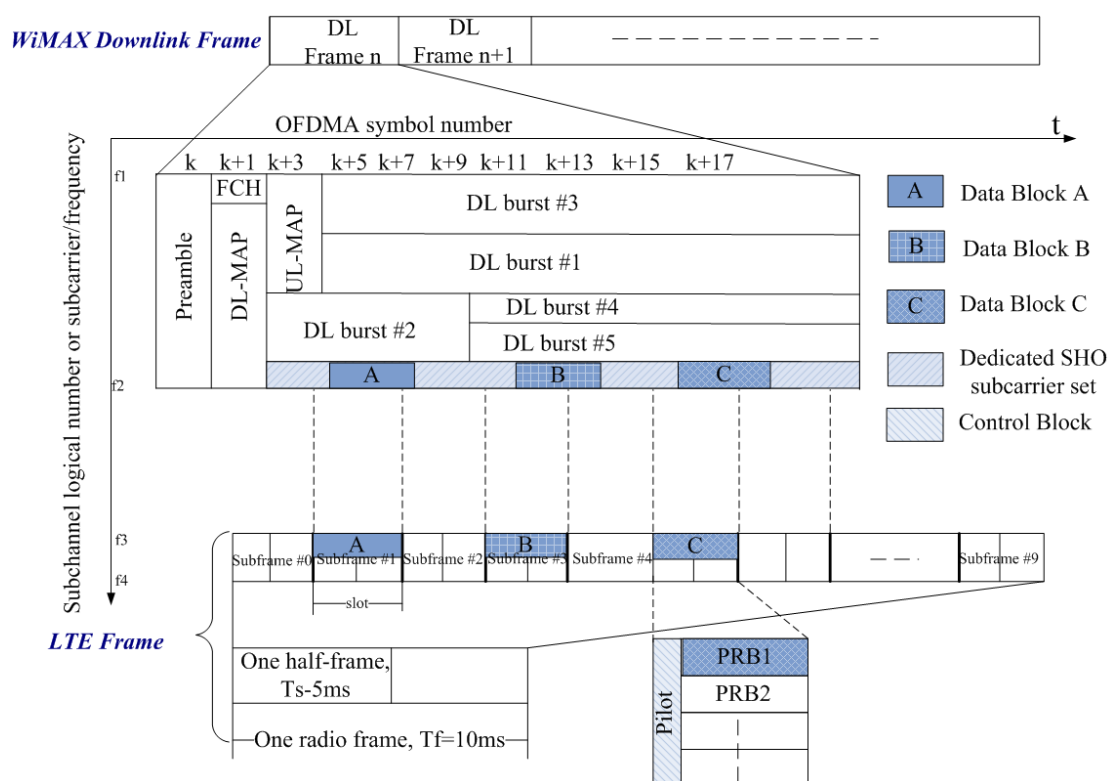 WiMAX Downlink Frame
DL
Frame n
DL
Frame n+1
OFDMA symbol number
t
k
k+1
k+3
k+5
k+7
k+9
k+11
k+13
k+15
k+17
Subchannel logical number or subcarrier/frequency
f1
f2
Preamble
FCH
DL-MAP
UL-MAP
DL burst #3
DL burst #1
DL burst #2
DL burst #4
DL burst #5
A
B
C
A
Data Block A
B
Data Block B
C
Data Block C
Dedicated SHO
subcarrier set
Control Block
f3
f4
A
B
C
Subframe #0
Subframe #1
Subframe #2
Subframe #3
Subframe #4
Subframe #9
slot
LTE Frame
One half-frame,
Ts-5ms
One radio frame, Tf=10ms
Pilot
PRB1
PRB2